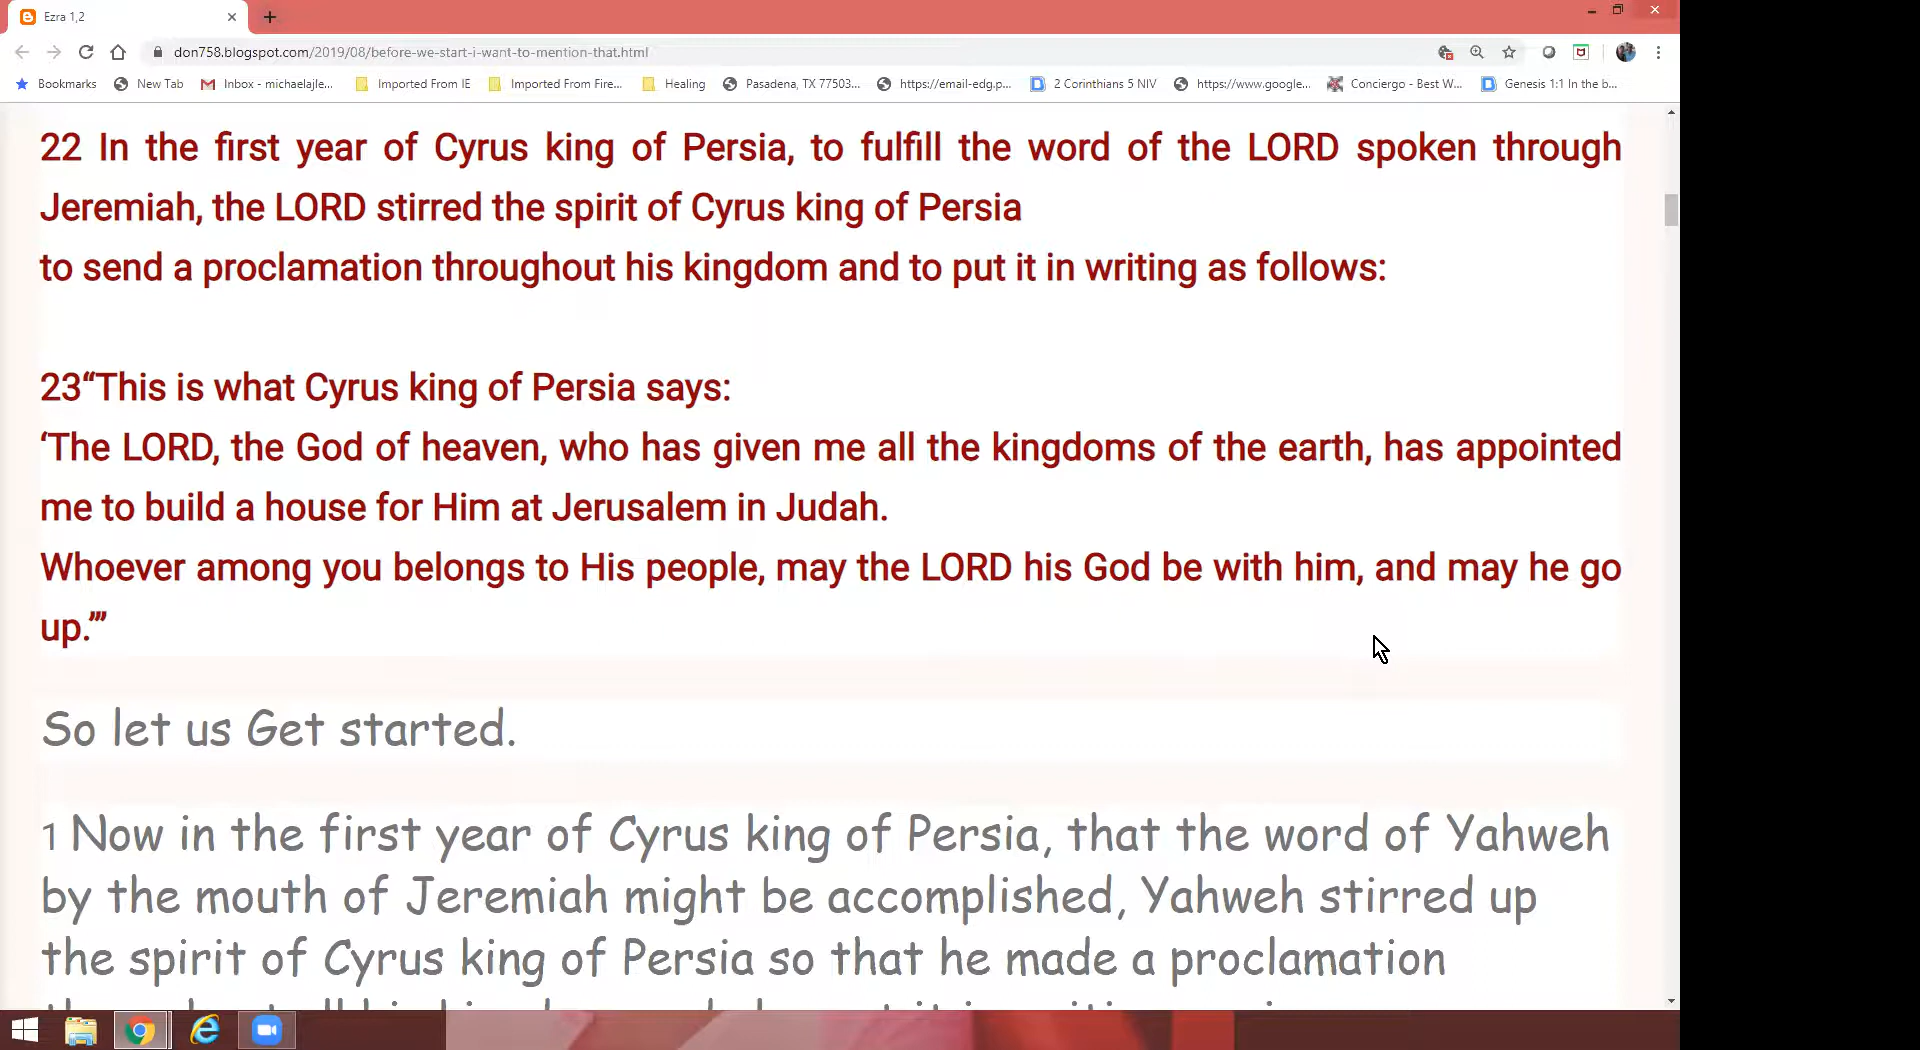 Ezra 1,2
don758.blogspot.com/2019/08/before-we-start-i-want-to-mention-that.html
Bookmarks New Tab Inbox - michaelajle... Imported From IE Imported From Fire... Healing Pasadena, TX 77503... https://email-edg.p... 2 Corinthians 5 NIV https://www.google... Conciergo - Best W... Genesis 1:1 In the b...
22 In the first year of Cyrus king of Persia, to fulfill the word of the LORD spoken through
Jeremiah, the LORD stirred the spirit of Cyrus king of Persia
to send a proclamation throughout his kingdom and to put it in writing as follows:
23“This is what Cyrus king of Persia says:
‘The LORD, the God of heaven, who has given me all the kingdoms of the earth, has appointed
me to build a house for Him at Jerusalem in Judah.
Whoever among you belongs to His people, may the LORD his God be with him, and may he go
up.’”
So let us Get started.
1 Now in the first year of Cyrus king of Persia, that the word of Yahweh
by the mouth of Jeremiah might be accomplished, Yahweh stirred up
the spirit of Cyrus king of Persia so that he made a proclamation